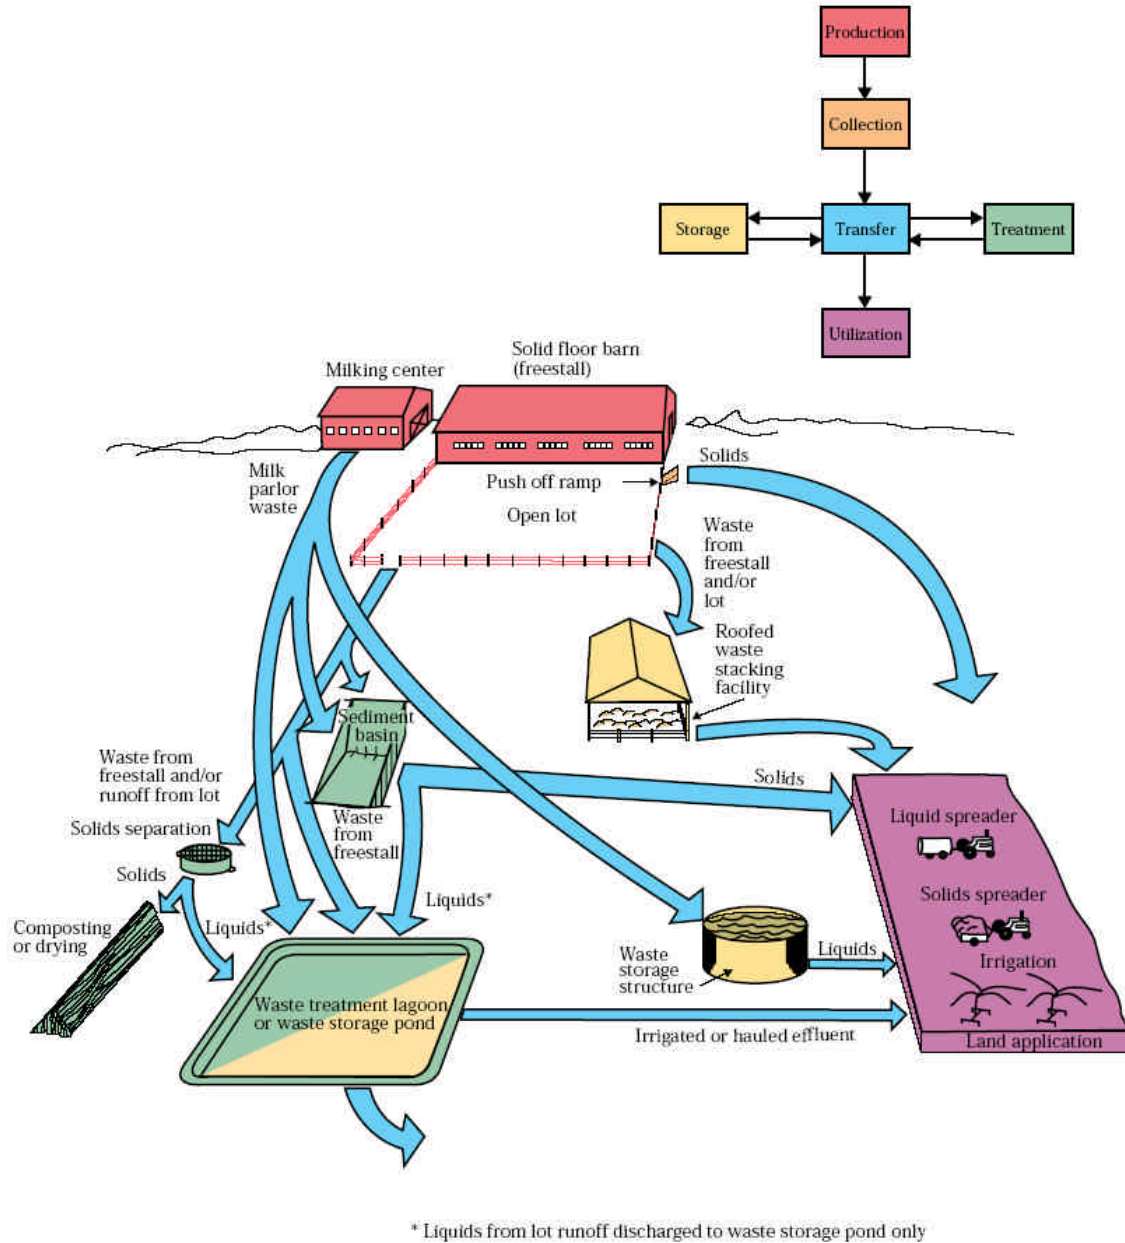 Production
Collection
Storage
Transfer
Treatment
Utilization
Solid floor barn
(freestall)
Milking center
Solids
Milk
parlor
waste
Push off ramp
Open lot
Waste
from
freestall
and/or
lot
Roofed
waste
stacking
facility
Sediment
basin
Waste from
freestall and/or
runoff from lot
Solids
Solids separation
Waste
from
freestall
Liquid spreader
Solids
Liquids*
Solids spreader
Composting
or drying
Liquids*
Waste
storage
structure
Liquids
Irrigation
Waste treatment lagoon
or waste storage pond
Irrigated or hauled effluent
Land application
* Liquids from lot runoff discharged to waste storage pond only